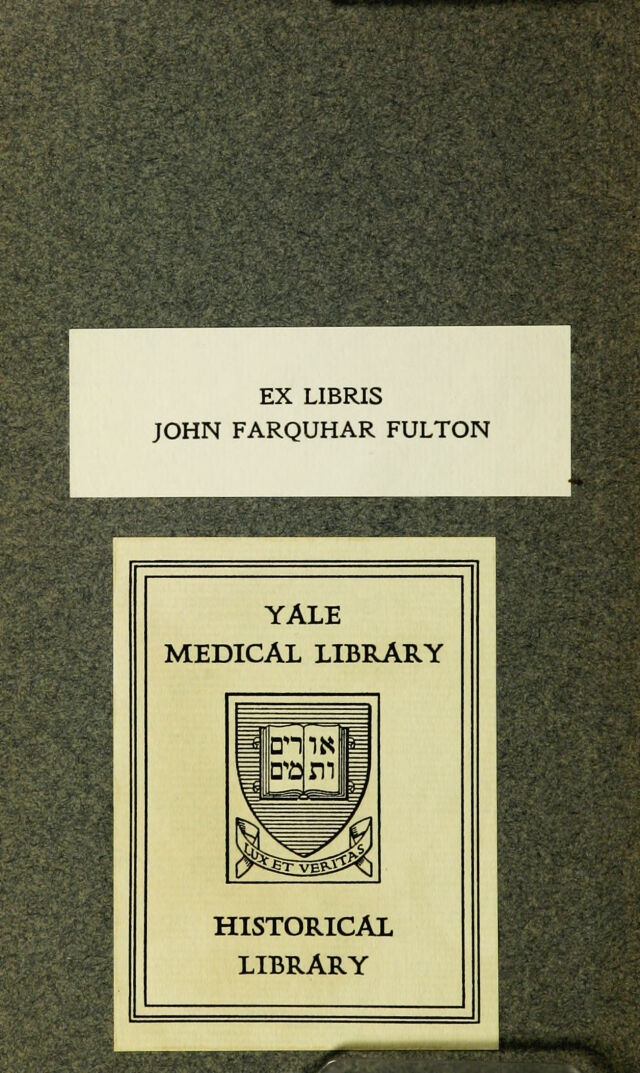 EX LIBRIS
JOHN FARQUHAR FULTON
YALE
MEDICAL LIBRARY
אורים
ותמים
LUX ET VERITAS
HISTORICAL
LIBRARY